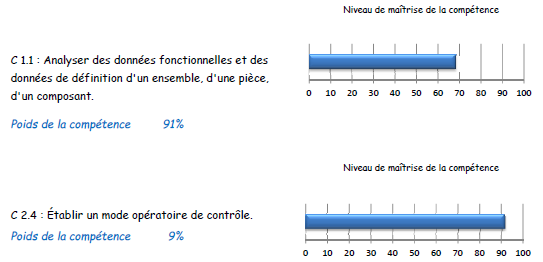 Niveau de maîtrise de la compétence
C 1.1 : Analyser des données fonctionnelles et des
données de définition d'un ensemble, d'une pièce,
d'un composant.
0 10 20 30 40 50 60 70 80 90 100
Poids de la compétence 91%
Niveau de maîtrise de la compétence
C 2.4 : Établir un mode opératoire de contrôle.
Poids de la compétence 9%
0 10 20 30 40 50 60 70 80 90 100